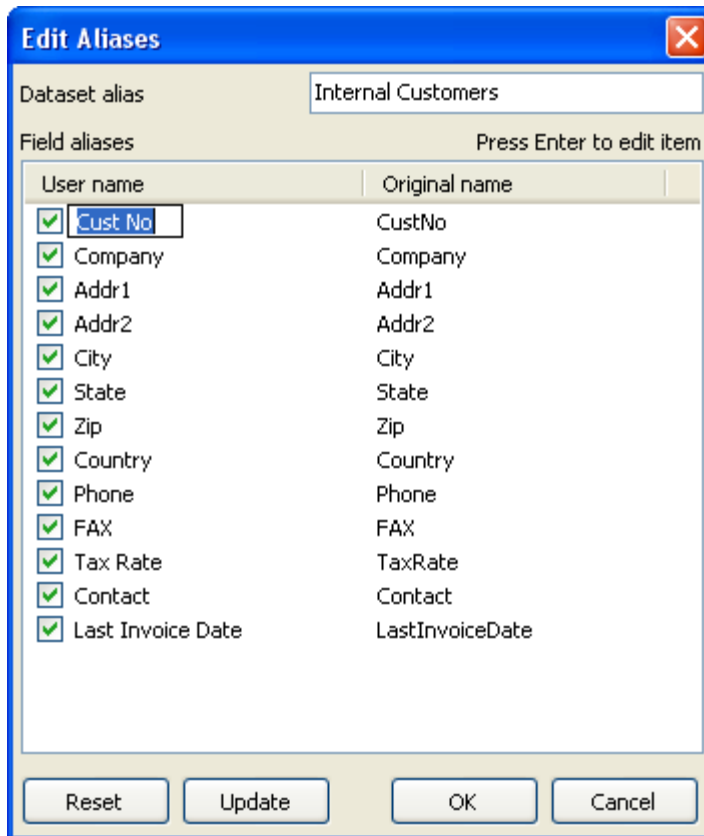 Edit Aliases
Dataset alias Internal Customers
Field aliases Press Enter to edit item
User name Original name
Cust No CustNo
Company Company
Addr1 Addr1
Addr2 Addr2
City City
State State
Zip Zip
Country Country
Phone Phone
FAX FAX
Tax Rate TaxRate
Contact Contact
Last Invoice Date LastInvoiceDate
Reset Update OK Cancel